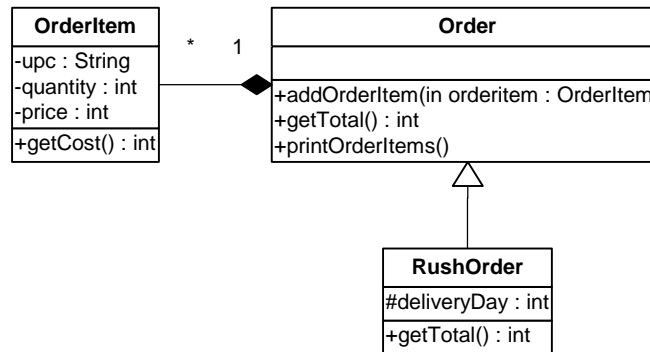 OrderItem
-upc : String
-quantity : int
-price : int
+getCost() : int
* 1
Order
+addOrderItem(in orderitem : OrderItem
+getTotal() : int
+printOrderItems()
RushOrder
#deliveryDay : int
+getTotal() : int